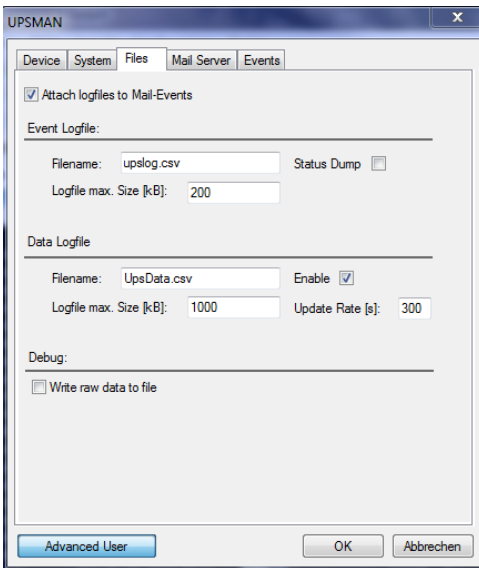 UPSMAN x
Device System Files Mail Server Events
Attach logfiles to Mail-Events
Event Logfile:
Filename: upslog.csv Status Dump
Logfile max. Size [kB]: 200
Data Logfile
Filename: UpsData.csv Enable
Logfile max. Size [kB]: 1000 Update Rate [s]: 300
Debug:
Write raw data to file
Advanced User OK Abbrechen